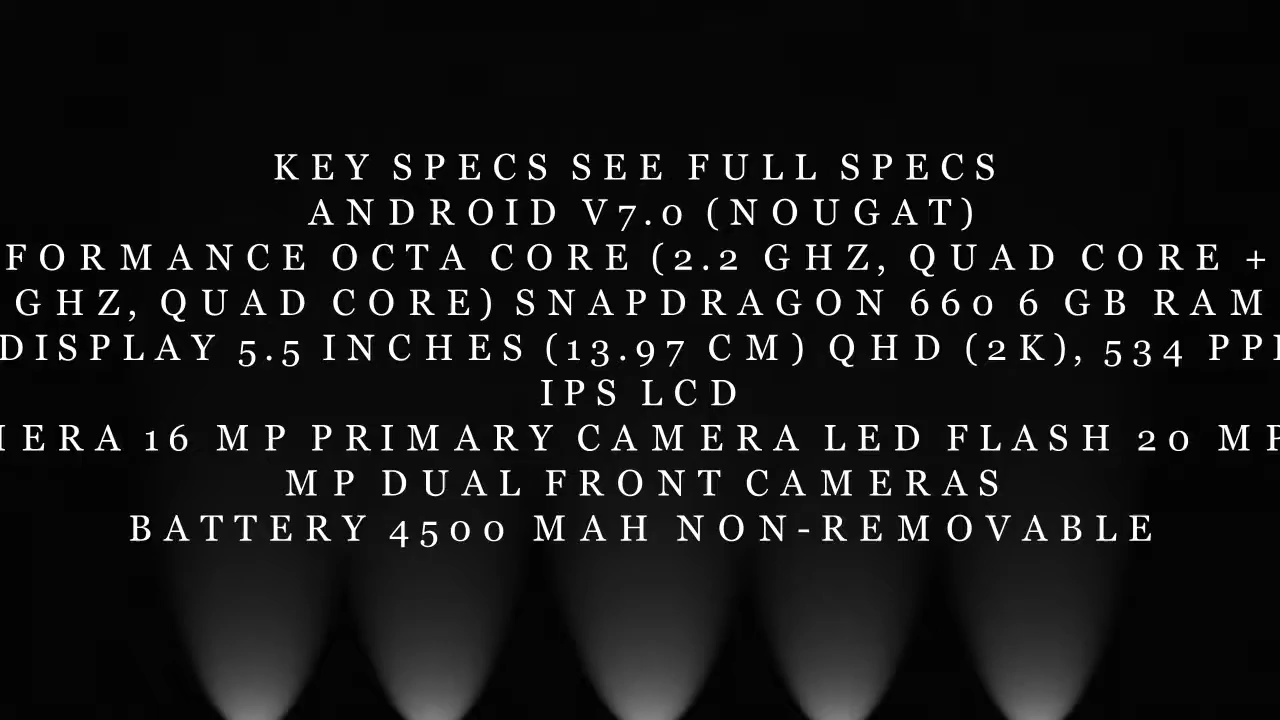 KEY SPECS SEE FULL SPECS
ANDROID V7.0 (NOUGAT)
FORMANCE OCTA CORE (2.2 GHZ, QUAD CORE +
GHZ, QUAD CORE) SNAPDRAGON 660 6 GB RAM
DISPLAY 5.5 INCHES (13.97 CM) QHD (2K), 534 PPI
IPS LCD
MERA 16 MP PRIMARY CAMERA LED FLASH 20 MP
MP DUAL FRONT CAMERAS
BATTERY 4500 MAH NON-REMOVABLE